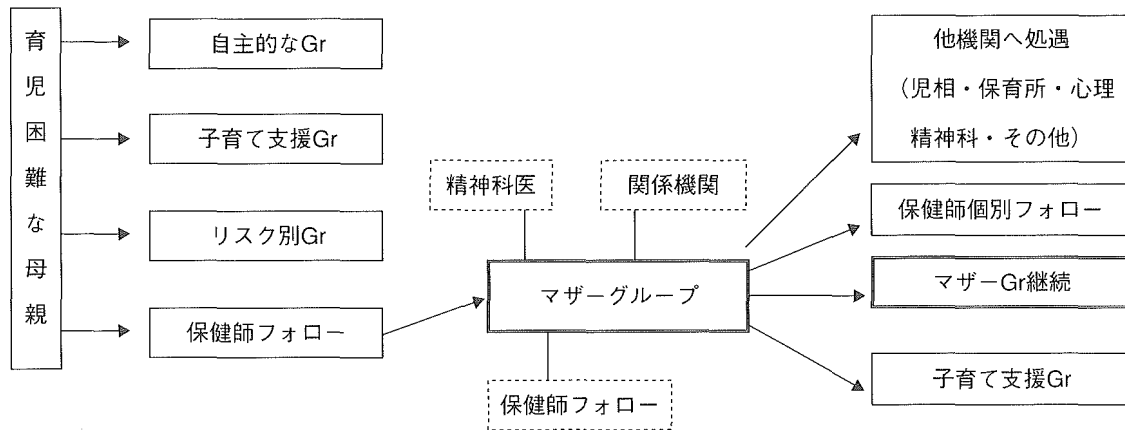 育児困難な母親
自主的なGr
子育て支援Gr
リスク別Gr
保健師フォロー
精神科医
関係機関
マザーグループ
保健師フォロー
他機関へ処遇
（児相・保育所・心理
精神科・その他）
保健師個別フォロー
マザーGr継続
子育て支援Gr